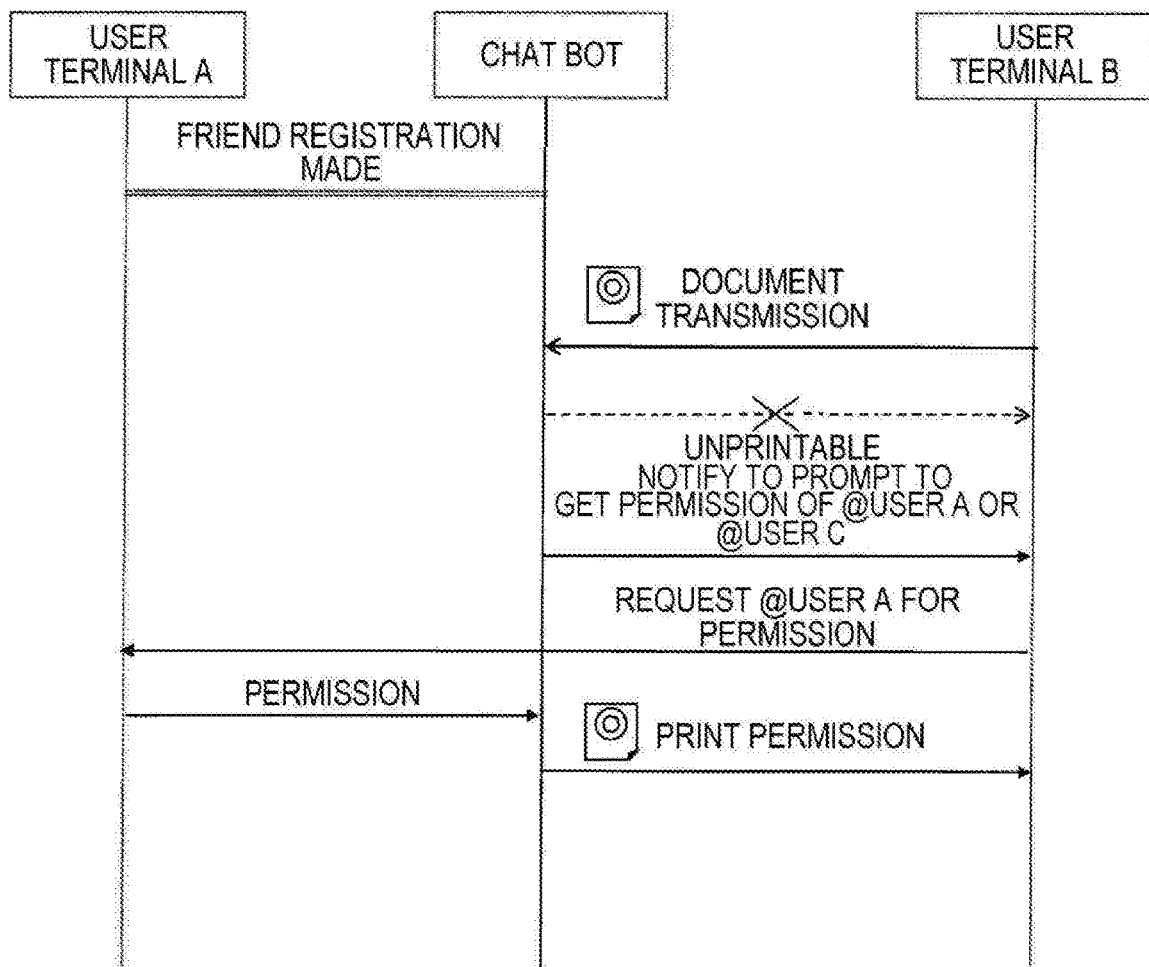 USER
TERMINAL A
CHAT BOT
USER
TERMINAL B
FRIEND REGISTRATION
MADE
DOCUMENT
TRANSMISSION
UNPRINTABLE
NOTIFY TO PROMPT TO
GET PERMISSION OF @USER A OR
@USER C
REQUEST @USER A FOR
PERMISSION
PERMISSION
PRINT PERMISSION